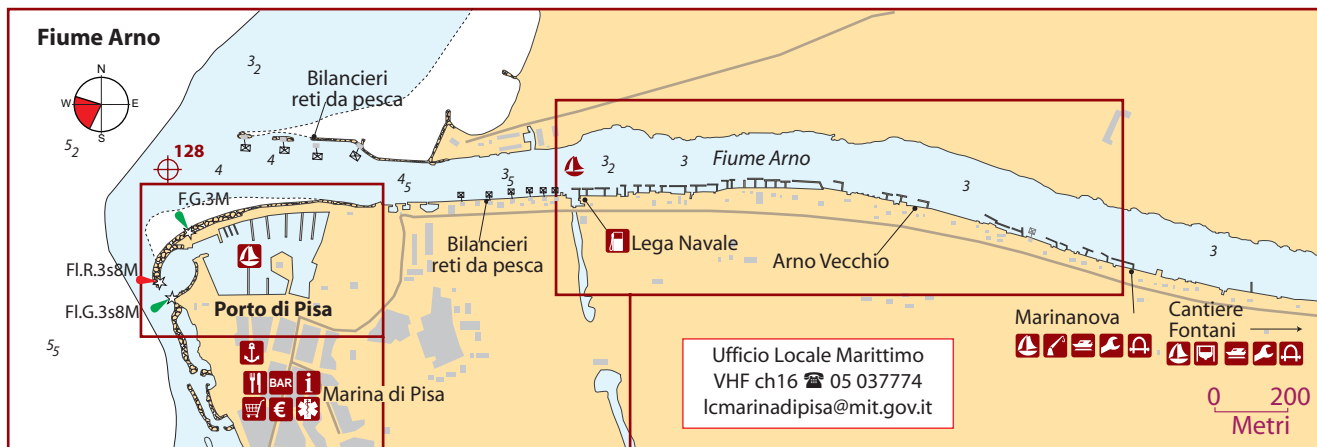 Fiume Arno
N
W
E
S
3₂
5₂
Bilancieri
reti da pesca
128
4
4
4₅
3₅
3₂
3
Fiume Arno
3
3
F.G.3M
Fl.R.3s8M
Fl.G.3s8M
5₅
Porto di Pisa
Bilancieri
reti da pesca
Lega Navale
Arno Vecchio
Marinanova
Cantiere
Fontani
BAR
i
€
Marina di Pisa
Ufficio Locale Marittimo
VHF ch16 ☎ 05 037774
lcmarinadipisa@mit.gov.it
0 200
Metri